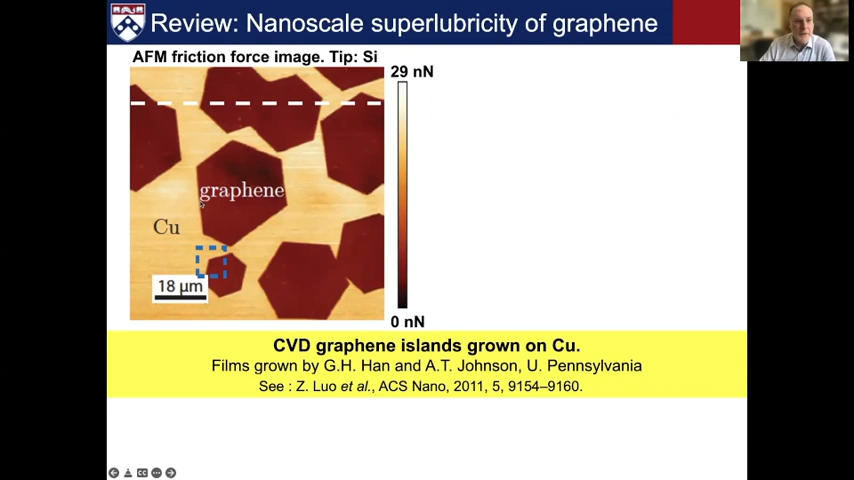 Review: Nanoscale superlubricity of graphene
AFM friction force image. Tip: Si
29 nN
graphene
Cu
18 μm
0 nN
CVD graphene islands grown on Cu.
Films grown by G.H. Han and A.T. Johnson, U. Pennsylvania
See : Z. Luo et al., ACS Nano, 2011, 5, 9154–9160.
CC